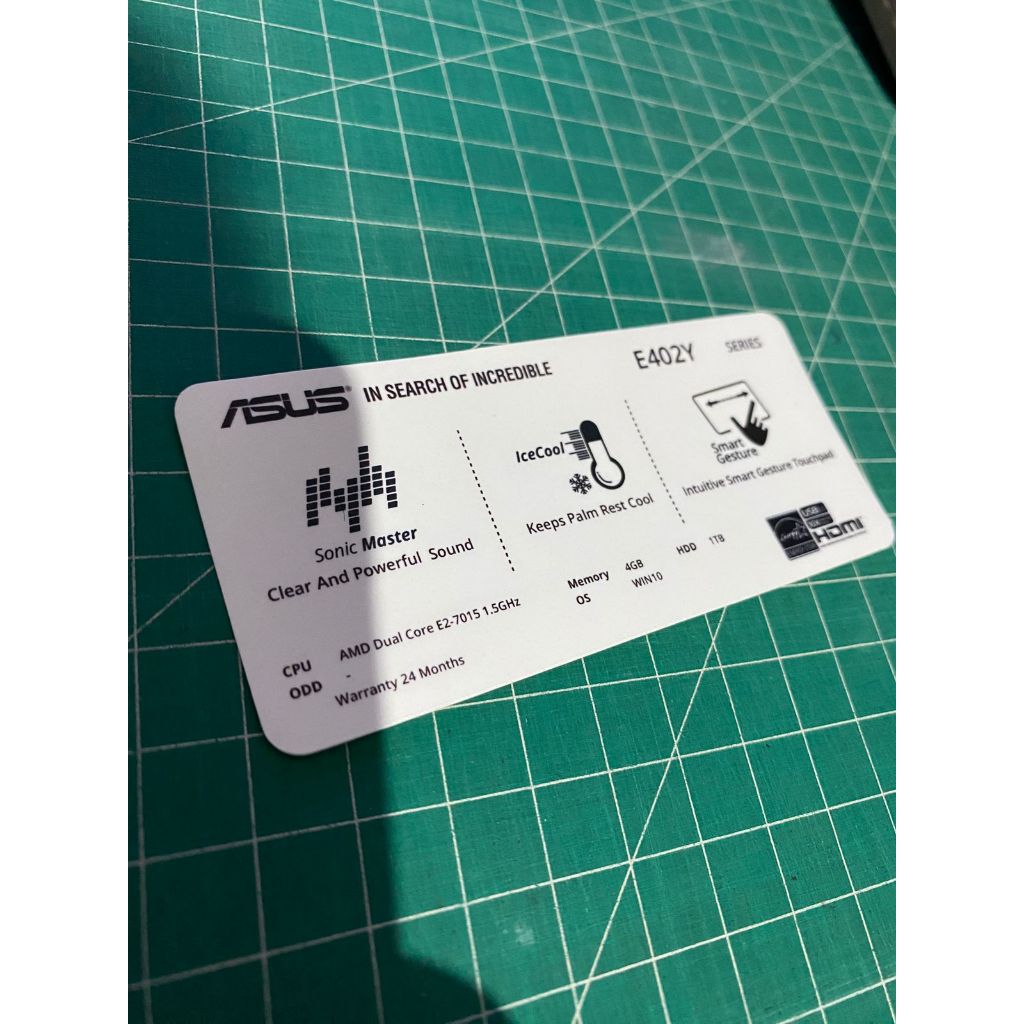 ASUS® IN SEARCH OF INCREDIBLE
E402Y SERIES
Sonic Master
Clear And Powerful Sound
IceCool
Keeps Palm Rest Cool
Smart
Gesture
Intuitive Smart Gesture Touchpad
CPU AMD Dual Core E2-7015 1.5GHz
ODD -
Warranty 24 Months
Memory 4GB
OS WIN10
HDD 1TB
USB
HDMI